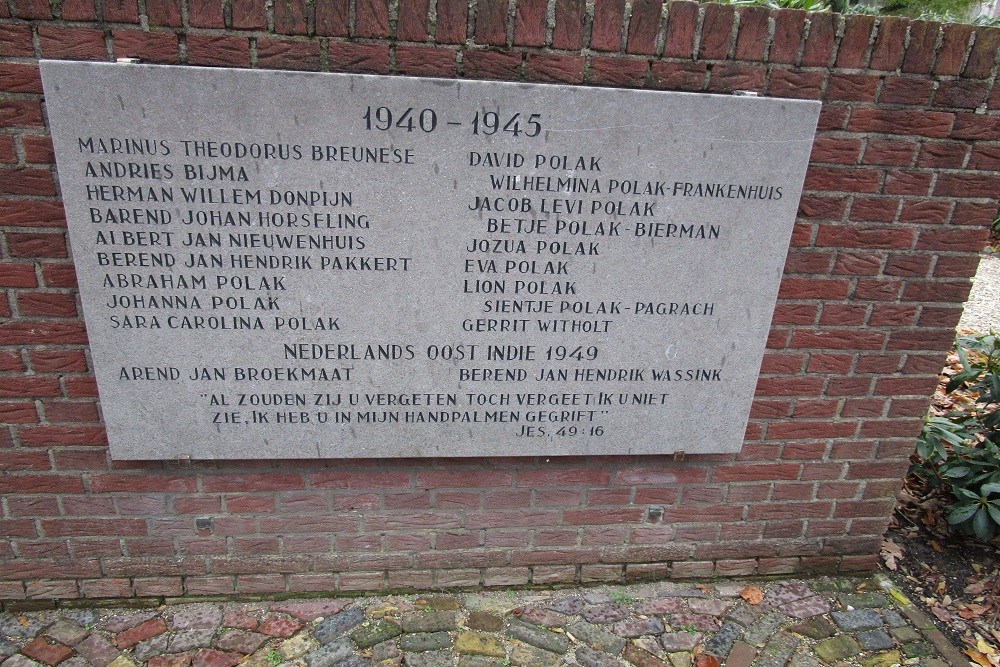 1940 - 1945
MARINUS THEODORUS BREUNESE
ANDRIES BIJMA
HERMAN WILLEM DONPIJN
BAREND JOHAN HORSELING
ALBERT JAN NIEUWENHUIS
BEREND JAN HENDRIK PAKKERT
ABRAHAM POLAK
JOHANNA POLAK
SARA CAROLINA POLAK
DAVID POLAK
WILHELMINA POLAK-FRANKENHUIS
JACOB LEVI POLAK
BETJE POLAK-BIERMAN
JOZUA POLAK
EVA POLAK
LION POLAK
SIENTJE POLAK-PAGRACH
GERRIT WITHOLT
NEDERLANDS OOST INDIE 1949
AREND JAN BROEKMAAT
BEREND JAN HENDRIK WASSINK
"AL ZOUDEN ZIJ U VERGETEN TOCH VERGEET IK U NIET
ZIE, IK HEB U IN MIJN HANDPALMEN GEGRIFT"
JES. 49:16